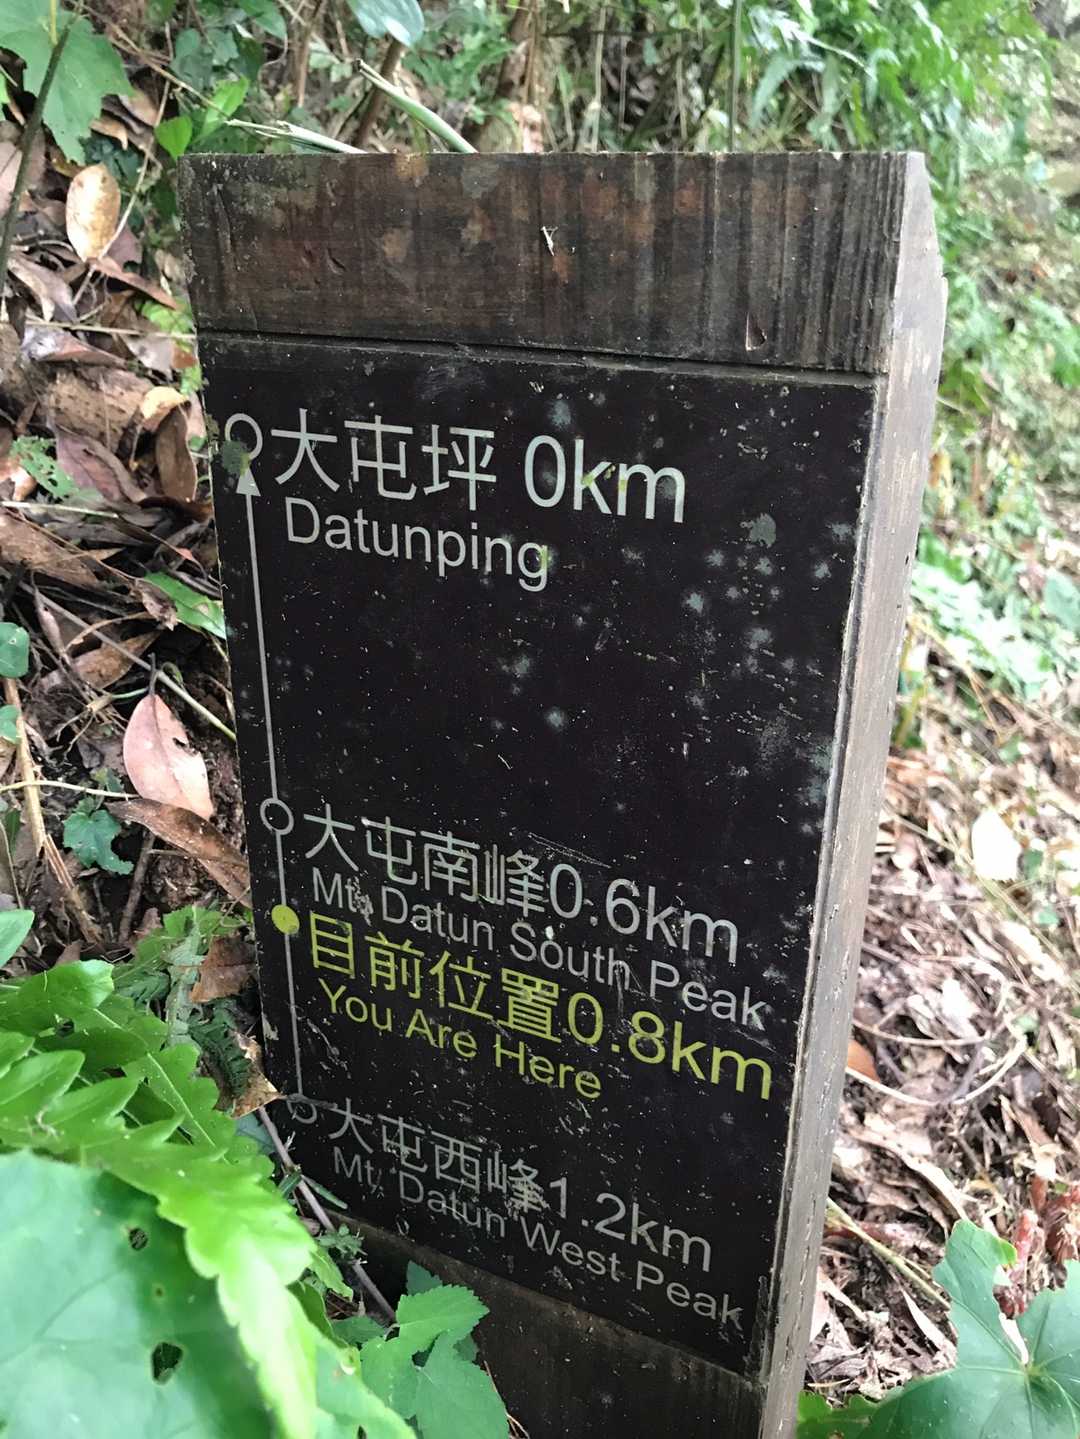 大屯坪 0km
Datunping
大屯南峰0.6km
Mt. Datun South Peak
目前位置0.8km
You Are Here
大屯西峰1.2km
Mt. Datun West Peak